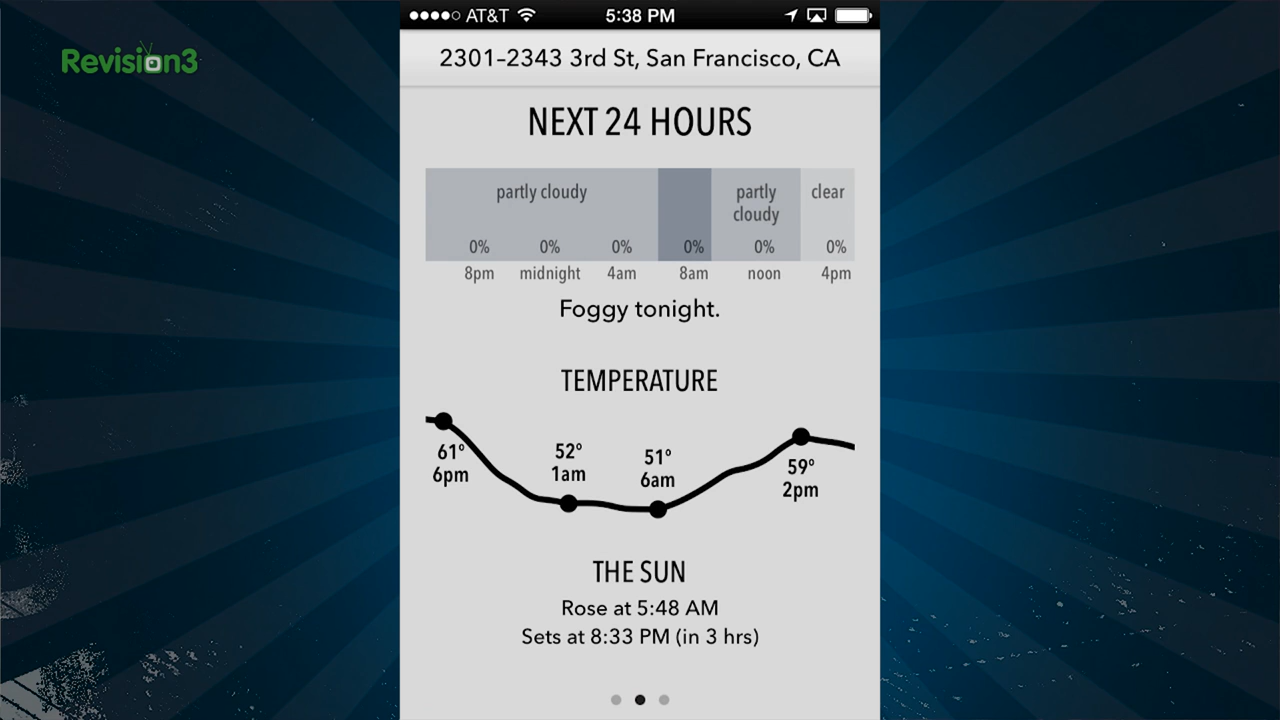 Revision3
AT&T 5:38 PM
2301–2343 3rd St, San Francisco, CA
NEXT 24 HOURS
partly cloudy
partly
cloudy
clear
0% 0% 0% 0% 0% 0%
8pm midnight 4am 8am noon 4pm
Foggy tonight.
TEMPERATURE
61° 52° 51° 59°
6pm 1am 6am 2pm
THE SUN
Rose at 5:48 AM
Sets at 8:33 PM (in 3 hrs)